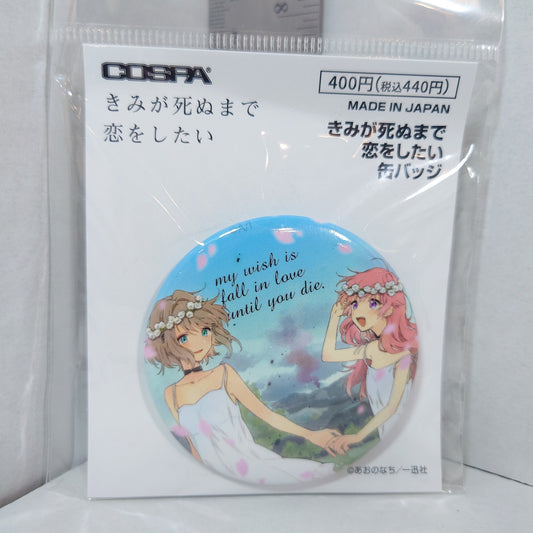 8
COSPA
400円(税込440円)
MADE IN JAPAN
きみが死ぬまで
恋をしたい
きみが死ぬまで
恋をしたい
缶バッジ
my wish is
fall in love
until you die.
©あおのなち/一迅社